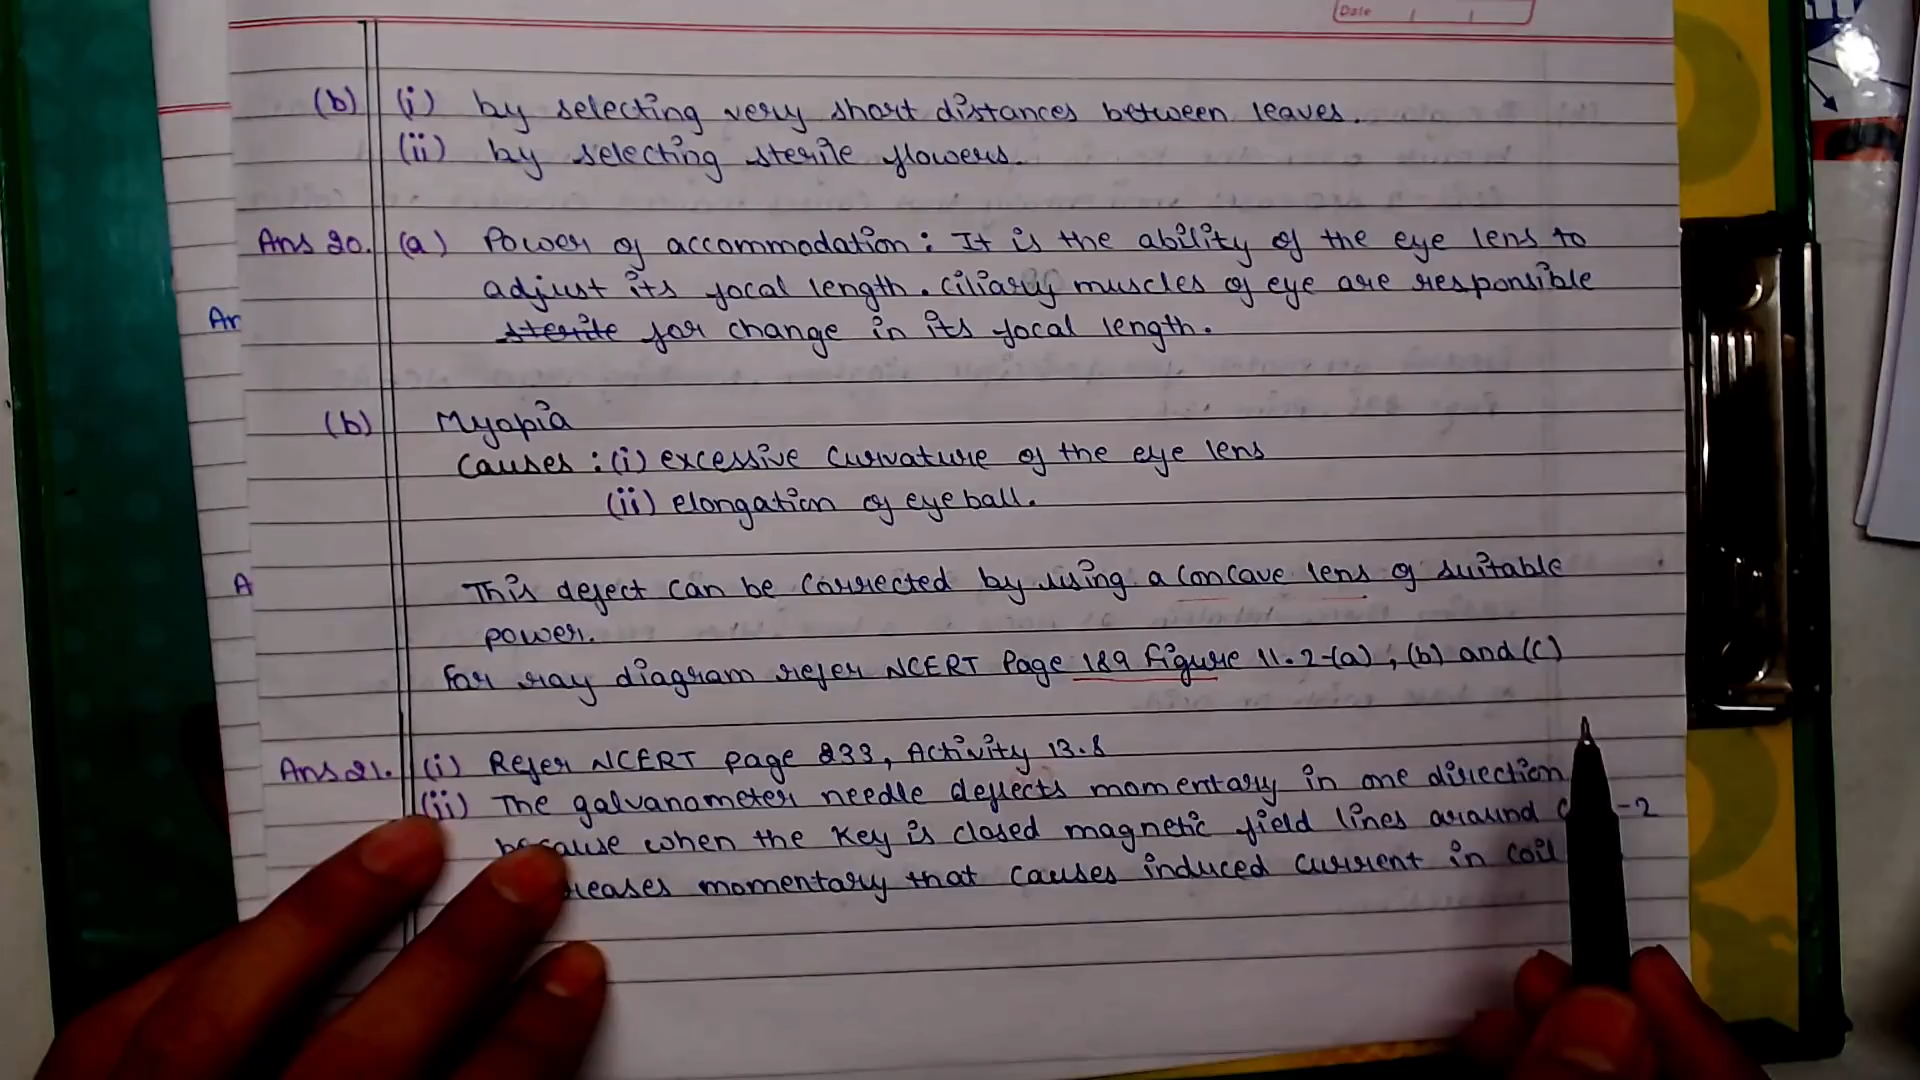 Date
(b) (i) by selecting very short distances between leaves.
(ii) by selecting sterile flowers.
Ans 20. (a) Power of accommodation: It is the ability of the eye lens to
Ar
adjust its focal length. Ciliary muscles of eye are responsible
sterile for change in its focal length.
(b) Myopia
Causes: (i) excessive curvature of the eye lens
(ii) elongation of eyeball.
A
This defect can be corrected by using a concave lens of suitable
power.
For ray diagram refer NCERT Page 189 figure 11.2-(a), (b) and (c)
Ans 21. (i) Refer NCERT page 233, Activity 13.8
(ii) The galvanometer needle deflects momentary in one direction
because when the key is closed magnetic field lines around -2
reases momentary that causes induced current in coil